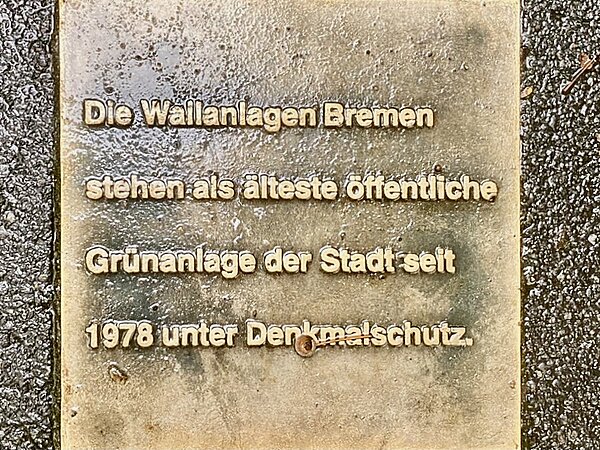 Die Wallanlagen Bremen
stehen als älteste öffentliche
Grünanlage der Stadt seit
1978 unter Denkmalschutz.